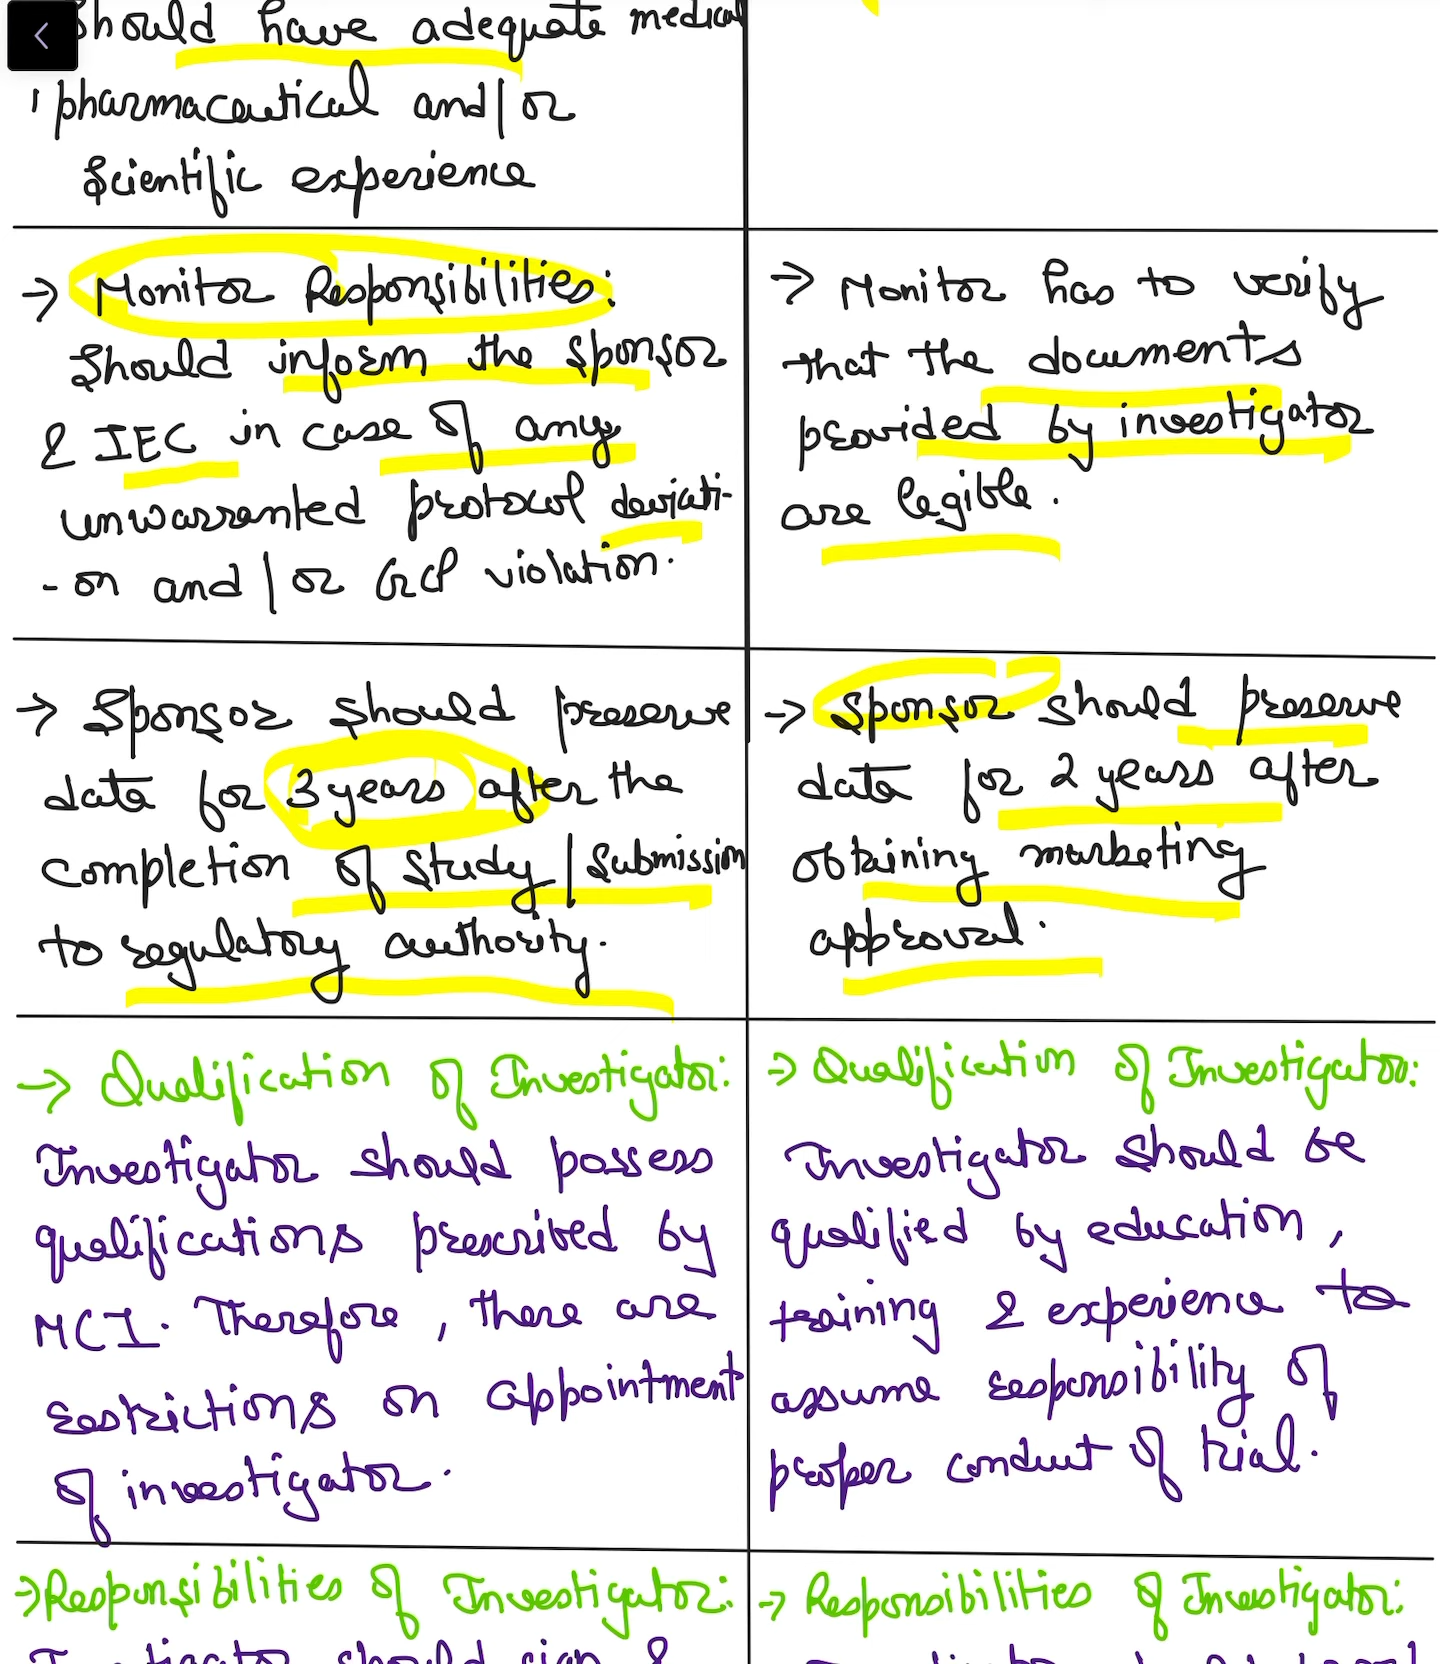 should have adequate medical
, pharmaceutical and/or
scientific experience
→ Monitor Responsibilities:
Should inform the sponsor
& IEC in case of any
unwarranted protocol deviati-
-on and/or GCP violation.
→ Monitor has to verify
that the documents
provided by investigator
are legible.
→ Sponsor should preserve
data for 3 years after the
completion of study/submission
to regulatory authority.
→ Sponsor should preserve
data for 2 years after
obtaining marketing
approval.
→ Qualification of Investigator:
Investigator should possess
qualifications prescribed by
MCI. Therefore, there are
restrictions on appointment
of investigator.
→ Qualification of Investigator:
Investigator should be
qualified by education,
training & experience to
assume responsibility of
proper conduct of trial.
→ Responsibilities of Investigator:
Investigator should sign &
→ Responsibilities of Investigator: